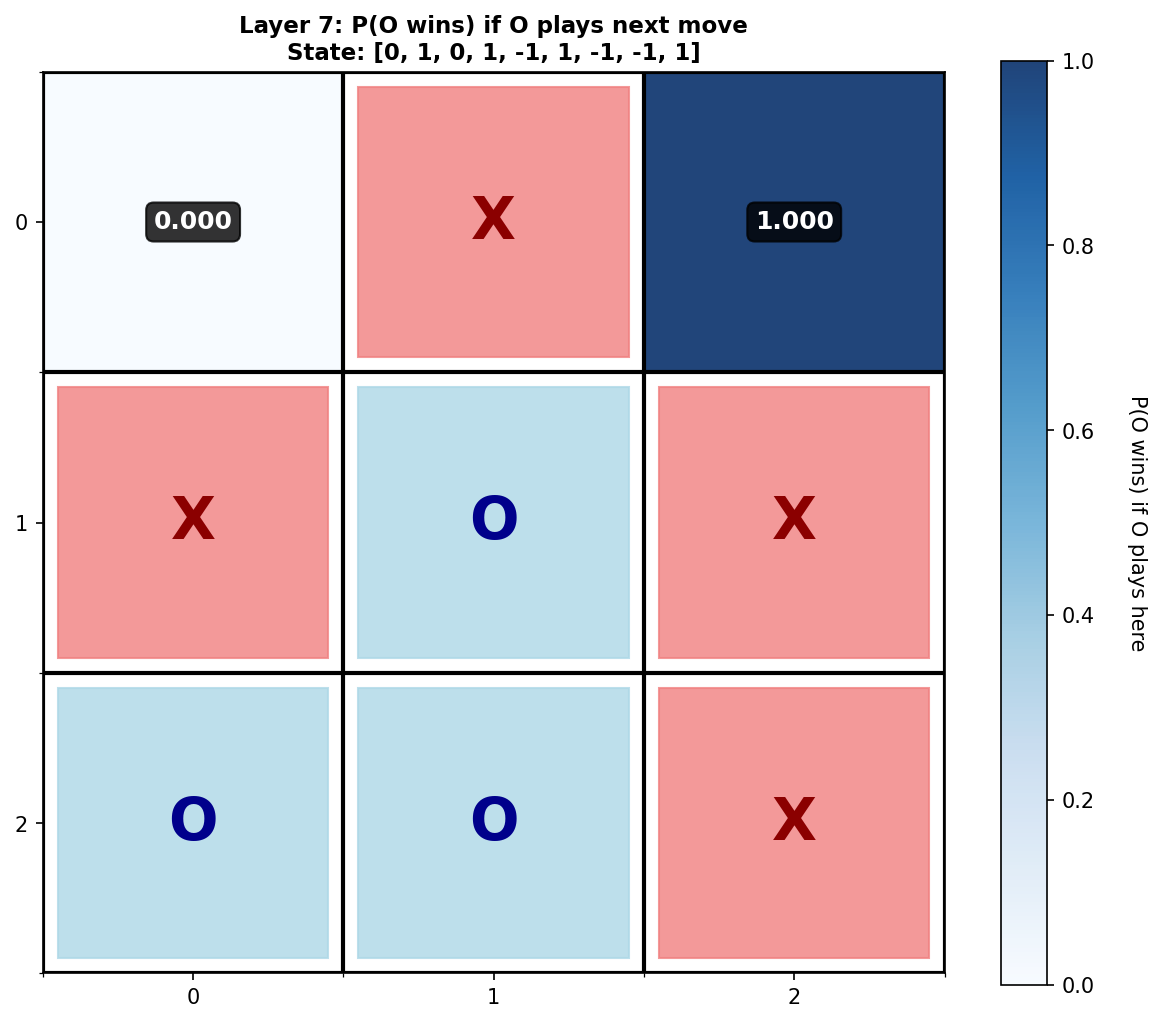 Layer 7: P(O wins) if O plays next move
State: [0, 1, 0, 1, -1, 1, -1, -1, 1]
0.000
X
1.000
X
O
X
O
O
X
0
1
2
0
1
2
1.0
0.8
0.6
0.4
0.2
0.0
P(O wins) if O plays here